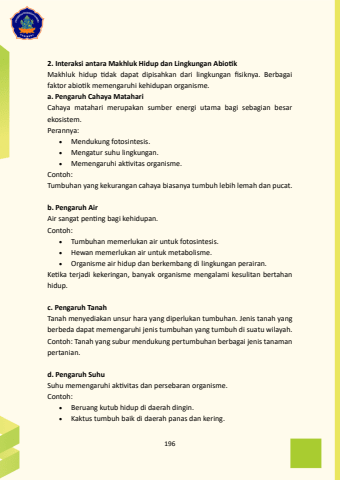 2. Interaksi antara Makhluk Hidup dan Lingkungan Abiotik
Makhluk hidup tidak dapat dipisahkan dari lingkungan fisiknya. Berbagai
faktor abiotik memengaruhi kehidupan organisme.
a. Pengaruh Cahaya Matahari
Cahaya matahari merupakan sumber energi utama bagi sebagian besar
ekosistem.
Perannya:
• Mendukung fotosintesis.
• Mengatur suhu lingkungan.
• Memengaruhi aktivitas organisme.
Contoh:
Tumbuhan yang kekurangan cahaya biasanya tumbuh lebih lemah dan pucat.
b. Pengaruh Air
Air sangat penting bagi kehidupan.
Contoh:
• Tumbuhan memerlukan air untuk fotosintesis.
• Hewan memerlukan air untuk metabolisme.
• Organisme air hidup dan berkembang di lingkungan perairan.
Ketika terjadi kekeringan, banyak organisme mengalami kesulitan bertahan
hidup.
c. Pengaruh Tanah
Tanah menyediakan unsur hara yang diperlukan tumbuhan. Jenis tanah yang
berbeda dapat memengaruhi jenis tumbuhan yang tumbuh di suatu wilayah.
Contoh: Tanah yang subur mendukung pertumbuhan berbagai jenis tanaman
pertanian.
d. Pengaruh Suhu
Suhu memengaruhi aktivitas dan persebaran organisme.
Contoh:
• Beruang kutub hidup di daerah dingin.
• Kaktus tumbuh baik di daerah panas dan kering.
196